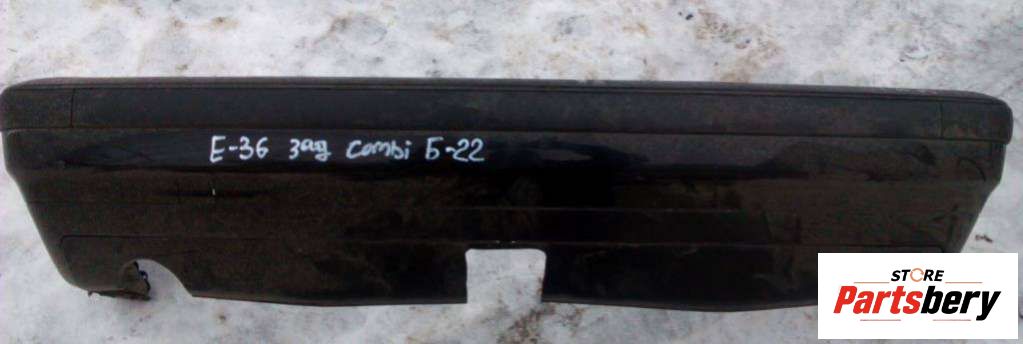 E-36 зад combi Б-22
STORE
Partsbery